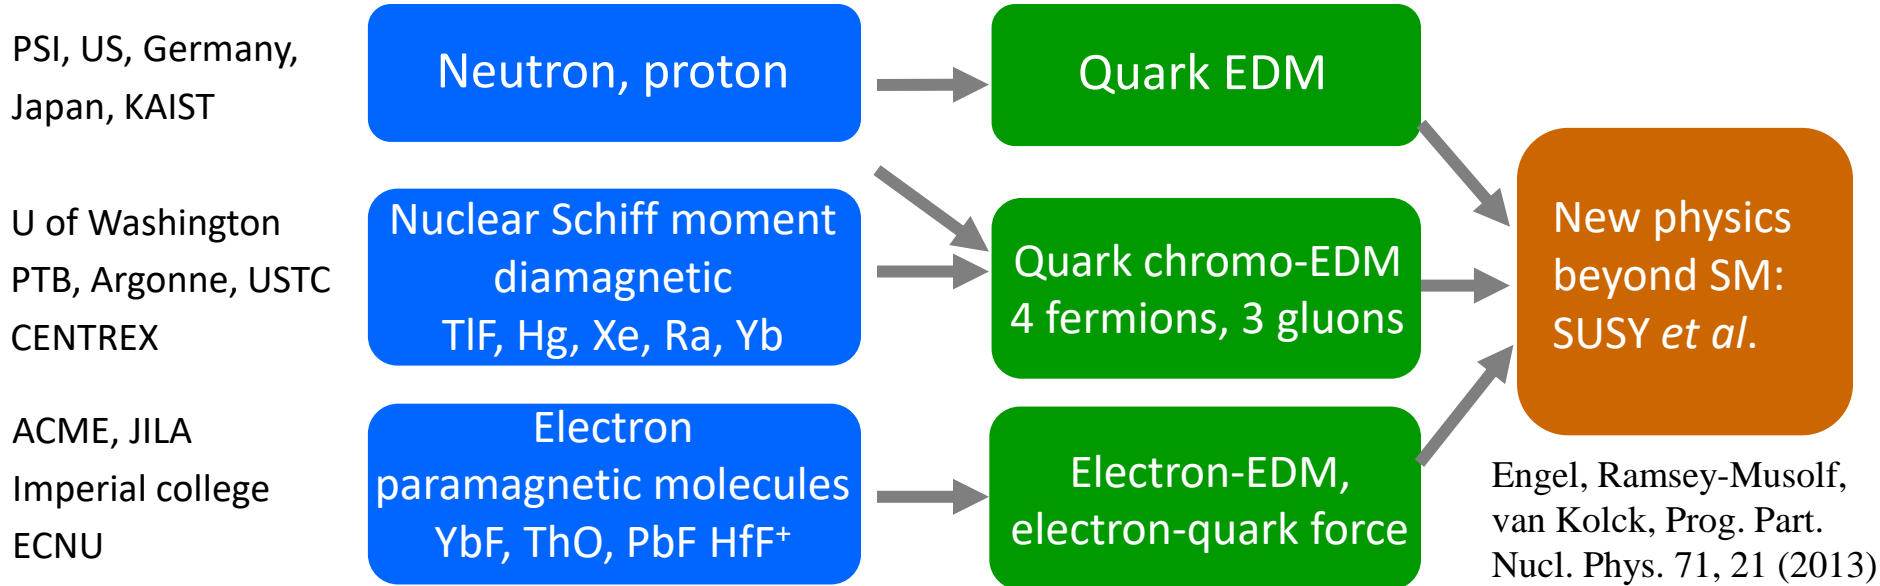 PSI, US, Germany,
Japan, KAIST
Neutron, proton
Quark EDM
U of Washington
PTB, Argonne, USTC
CENTREX
Nuclear Schiff moment
diamagnetic
TlF, Hg, Xe, Ra, Yb
Quark chromo-EDM
4 fermions, 3 gluons
New physics
beyond SM:
SUSY et al.
ACME, JILA
Imperial college
ECNU
Electron
paramagnetic molecules
YbF, ThO, PbF HfF⁺
Electron-EDM,
electron-quark force
Engel, Ramsey-Musolf,
van Kolck, Prog. Part.
Nucl. Phys. 71, 21 (2013)